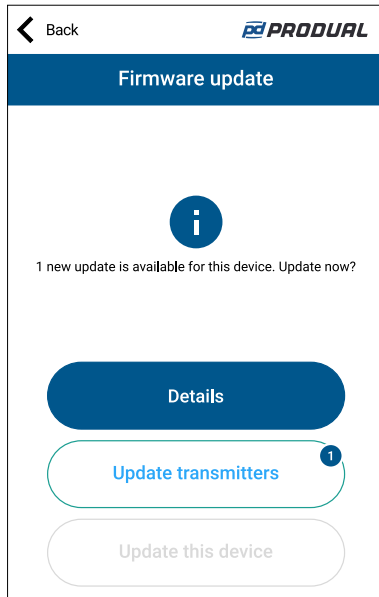 Back
pd PRODUAL
Firmware update
i
1 new update is available for this device. Update now?
Details
1
Update transmitters
Update this device